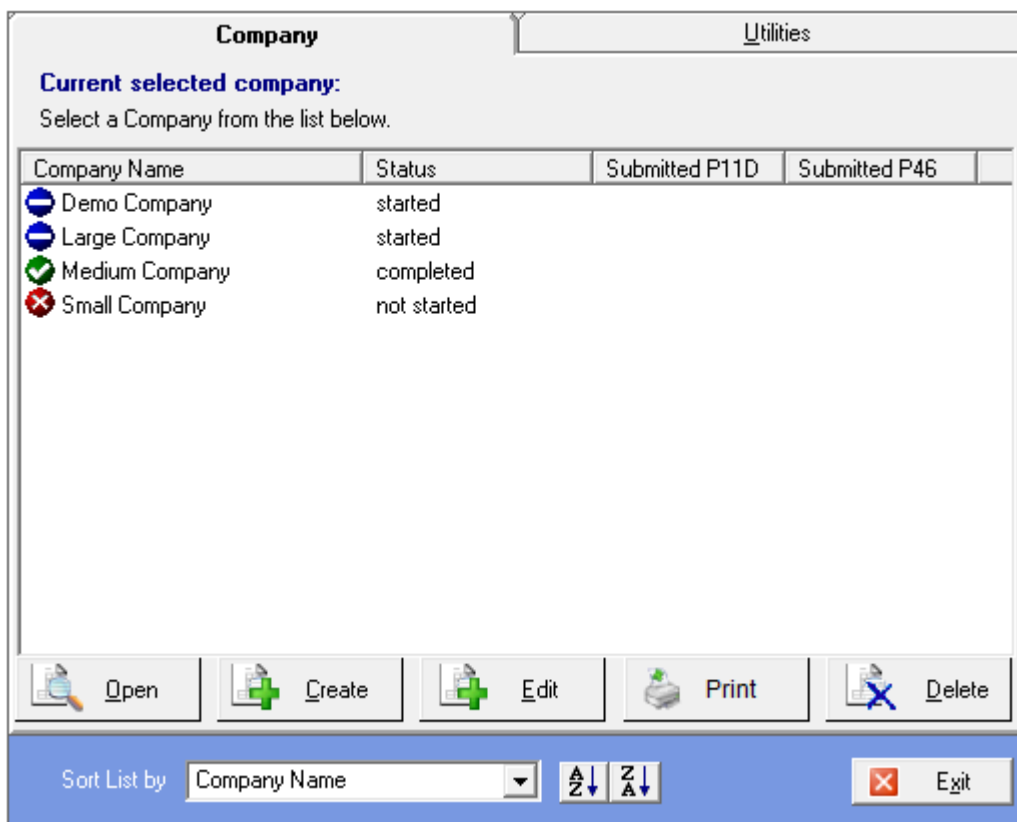 Company Utilities
Current selected company:
Select a Company from the list below.
Company Name Status Submitted P11D Submitted P46
Demo Company started
Large Company started
Medium Company completed
Small Company not started
Open Create Edit Print Delete
Sort List by Company Name A Z Z A Exit